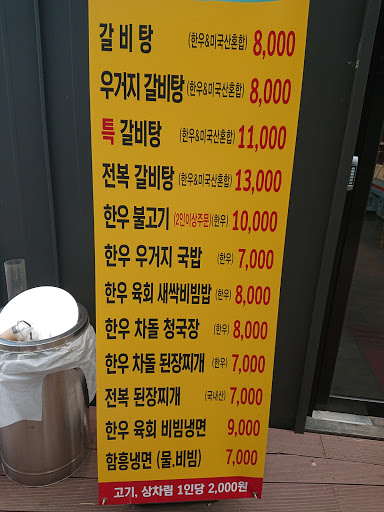 갈비탕 (한우&미국산혼합) 8,000
우거지 갈비탕 (한우&미국산혼합) 8,000
특 갈비탕 (한우&미국산혼합) 11,000
전복 갈비탕 (한우&미국산혼합) 13,000
한우 불고기 (2인이상주문)(한우) 10,000
한우 우거지 국밥 (한우) 7,000
한우 육회 새싹비빔밥 (한우) 8,000
한우 차돌 청국장 (한우) 8,000
한우 차돌 된장찌개 (한우) 7,000
전복 된장찌개 (국내산) 7,000
한우 육회 비빔냉면 9,000
함흥냉면 (물,비빔) 7,000
고기, 상차림 1인당 2,000원